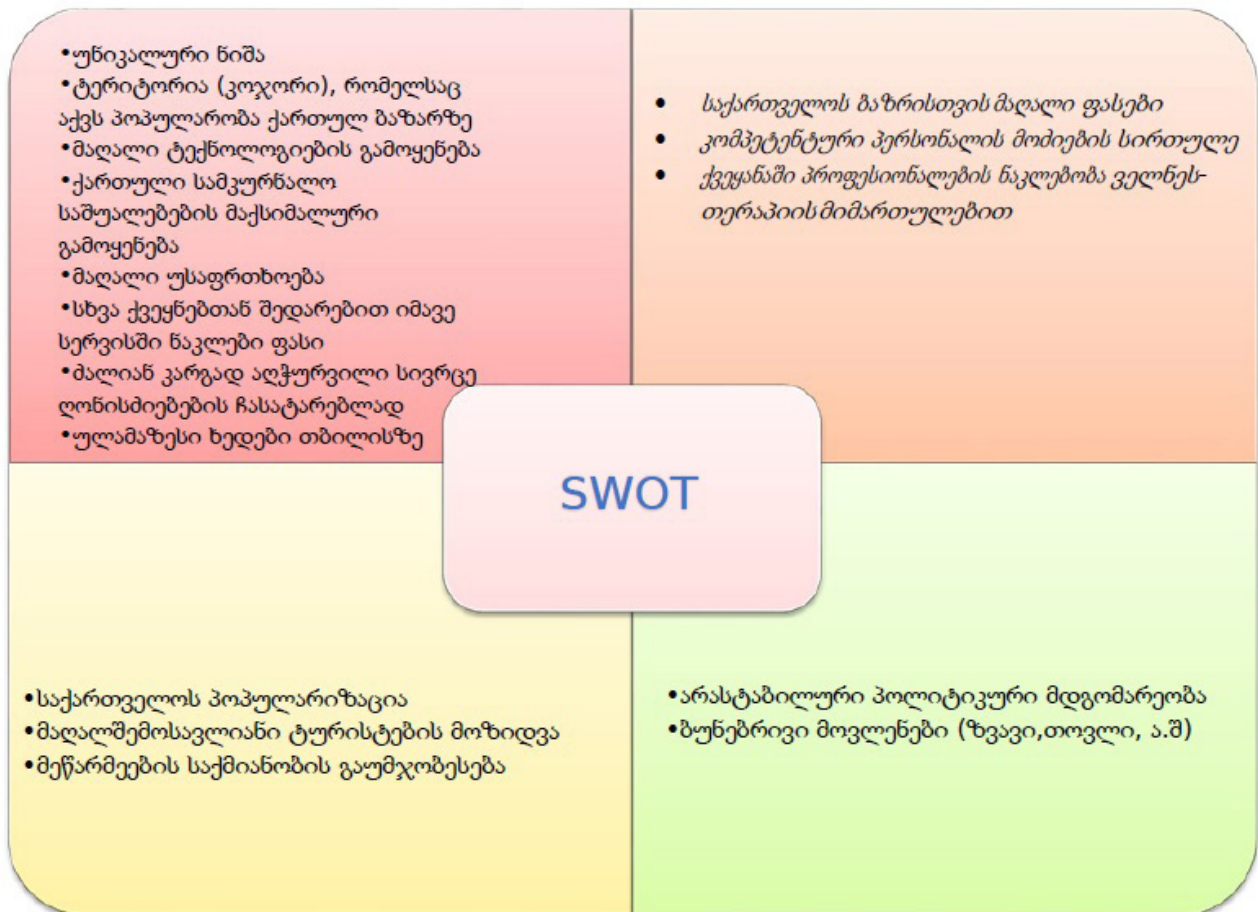 •უნიკალური ნიშა
•ტერიტორია (კოჯორი), რომელსაც
აქვს პოპულარობა ქართულ ბაზარზე
•მაღალი ტექნოლოგიების გამოყენება
•ქართული სამკურნალო
საშუალებების მაქსიმალური
გამოყენება
•მაღალი უსაფრთხოება
•სხვა ქვეყნებთან შედარებით იმავე
სერვისში ნაკლები ფასი
•ძალიან კარგად აღჭურვილი სივრცე
ღონისძიებების ჩასატარებლად
•ულამაზესი ხედები თბილისზე
• საქართველოს ბაზრისთვის მაღალი ფასები
• კომპეტენტური პერსონალის მოძიების სირთულე
• ქვეყანაში პროფესიონალების ნაკლებობა ველნეს-
თერაპიის მიმართულებით
SWOT
•საქართველოს პოპულარიზაცია
•მაღალშემოსავლიანი ტურისტების მოზიდვა
•მეწარმეების საქმიანობის გაუმჯობესება
•არასტაბილური პოლიტიკური მდგომარეობა
•ბუნებრივი მოვლენები (ზვავი,თოვლი, ა.შ)